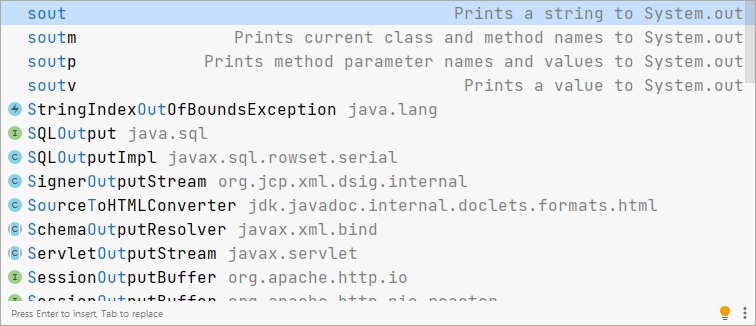 sout Prints a string to System.out
soutm Prints current class and method names to System.out
soutp Prints method parameter names and values to System.out
soutv Prints a value to System.out
StringIndexOutOfBoundsException java.lang
SQLOutput java.sql
SQLOutputImpl javax.sql.rowset.serial
SignerOutputStream org.jcp.xml.dsig.internal
SourceToHTMLConverter jdk.javadoc.internal.doclets.formats.html
SchemaOutputResolver javax.xml.bind
ServletOutputStream javax.servlet
SessionOutputBuffer org.apache.http.io
Press Enter to insert, Tab to replace